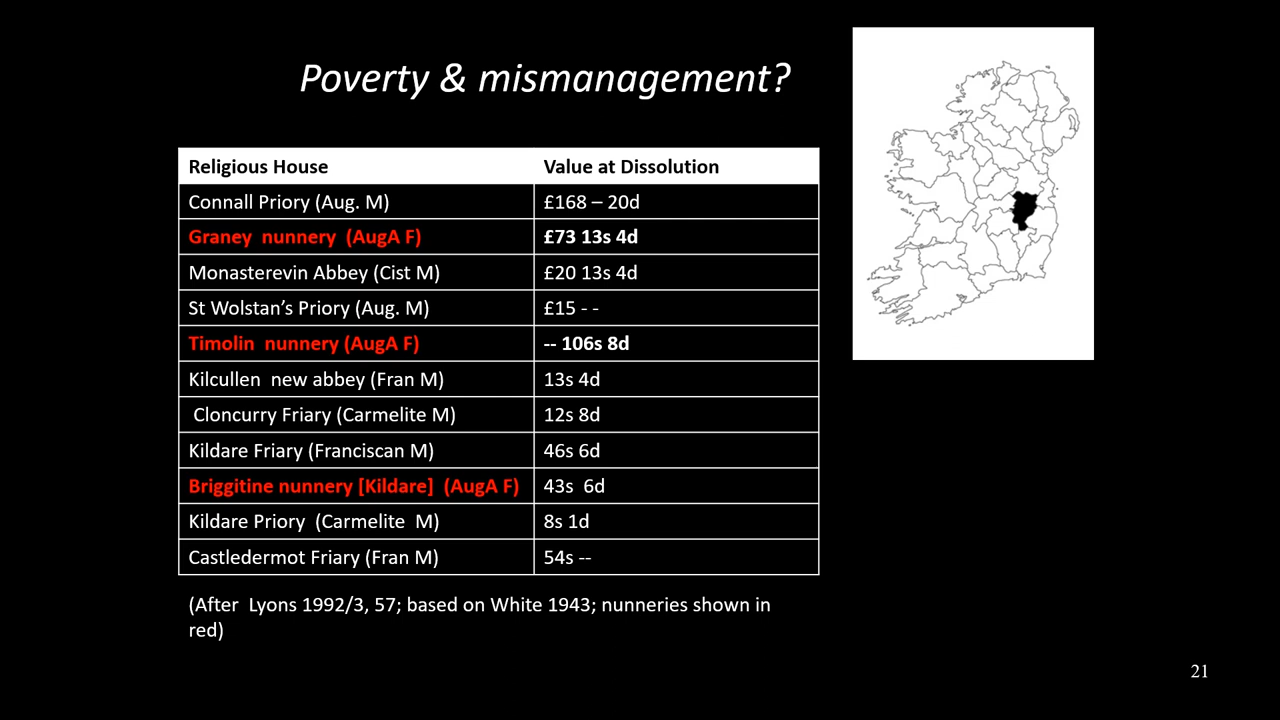 Poverty & mismanagement?
Religious House Value at Dissolution
Connall Priory (Aug. M) £168 – 20d
Graney nunnery (AugA F) £73 13s 4d
Monasterevin Abbey (Cist M) £20 13s 4d
St Wolstan's Priory (Aug. M) £15 - -
Timolin nunnery (AugA F) -- 106s 8d
Kilcullen new abbey (Fran M) 13s 4d
Cloncurry Friary (Carmelite M) 12s 8d
Kildare Friary (Franciscan M) 46s 6d
Briggitine nunnery [Kildare] (AugA F) 43s 6d
Kildare Priory (Carmelite M) 8s 1d
Castledermot Friary (Fran M) 54s --
(After Lyons 1992/3, 57; based on White 1943; nunneries shown in
red)
21